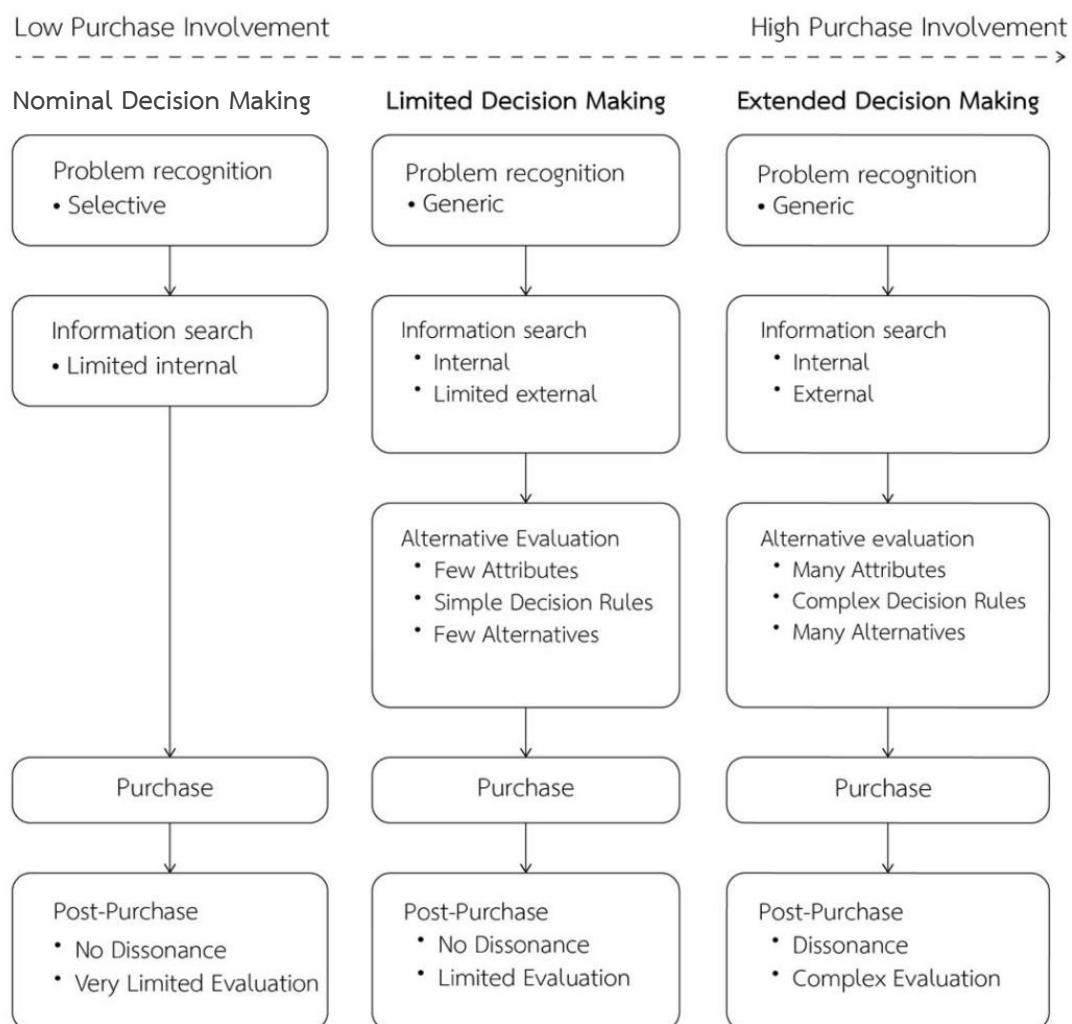 Low Purchase Involvement
High Purchase Involvement
Nominal Decision Making
Limited Decision Making
Extended Decision Making
Problem recognition
• Selective
Information search
• Limited internal
Purchase
Post-Purchase
• No Dissonance
• Very Limited Evaluation
Problem recognition
• Generic
Information search
• Internal
• Limited external
Alternative Evaluation
• Few Attributes
• Simple Decision Rules
• Few Alternatives
Purchase
Post-Purchase
• No Dissonance
• Limited Evaluation
Problem recognition
• Generic
Information search
• Internal
• External
Alternative evaluation
• Many Attributes
• Complex Decision Rules
• Many Alternatives
Purchase
Post-Purchase
• Dissonance
• Complex Evaluation